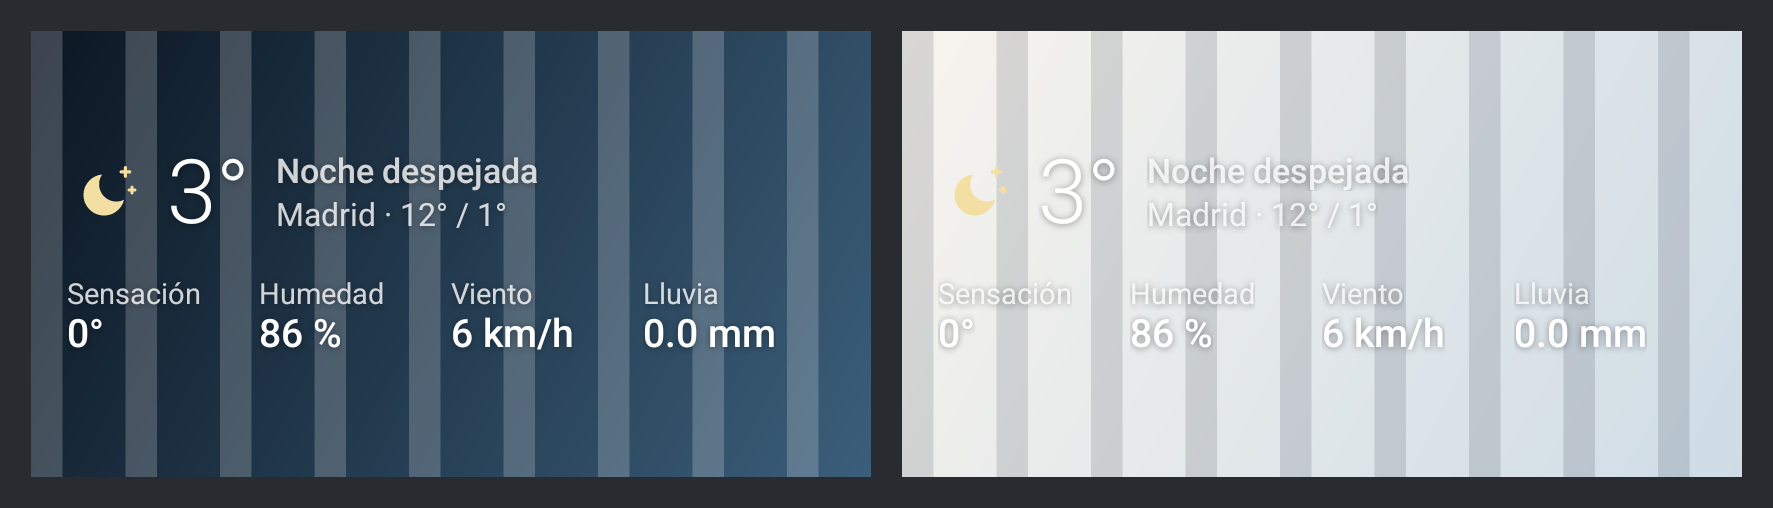 3° Noche despejada
Madrid · 12° / 1°
Sensación Humedad Viento Lluvia
0° 86 % 6 km/h 0.0 mm
3° Noche despejada
Madrid · 12° / 1°
Sensación Humedad Viento Lluvia
0° 86 % 6 km/h 0.0 mm